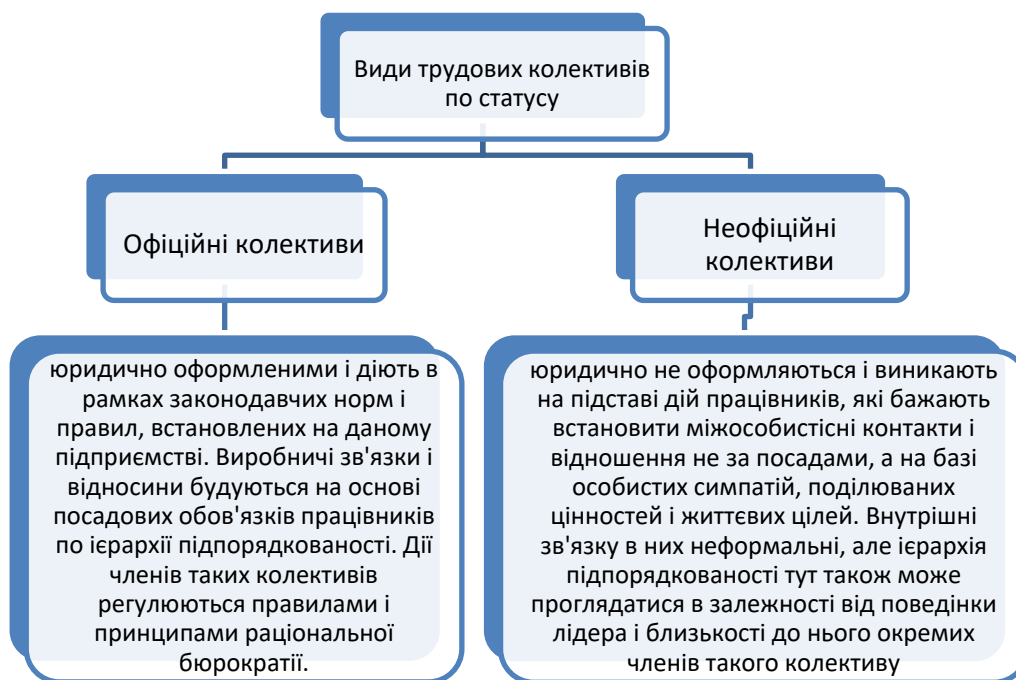 Види трудових колективів
по статусу
Офіційні колективи
Неофіційні
колективи
юридично оформленими і діють в
рамках законодавчих норм і
правил, встановлених на даному
підприємстві. Виробничі зв'язки і
відносини будуються на основі
посадових обов'язків працівників
по ієрархії підпорядкованості. Дії
членів таких колективів
регулюються правилами і
принципами раціональної
бюрократії.
юридично не оформляються і виникають
на підставі дій працівників, які бажають
встановити міжособистісні контакти і
відношення не за посадами, а на базі
особистих симпатій, поділюваних
цінностей і життєвих цілей. Внутрішні
зв'язку в них неформальні, але ієрархія
підпорядкованості тут також може
проглядатися в залежності від поведінки
лідера і близькості до нього окремих
членів такого колективу